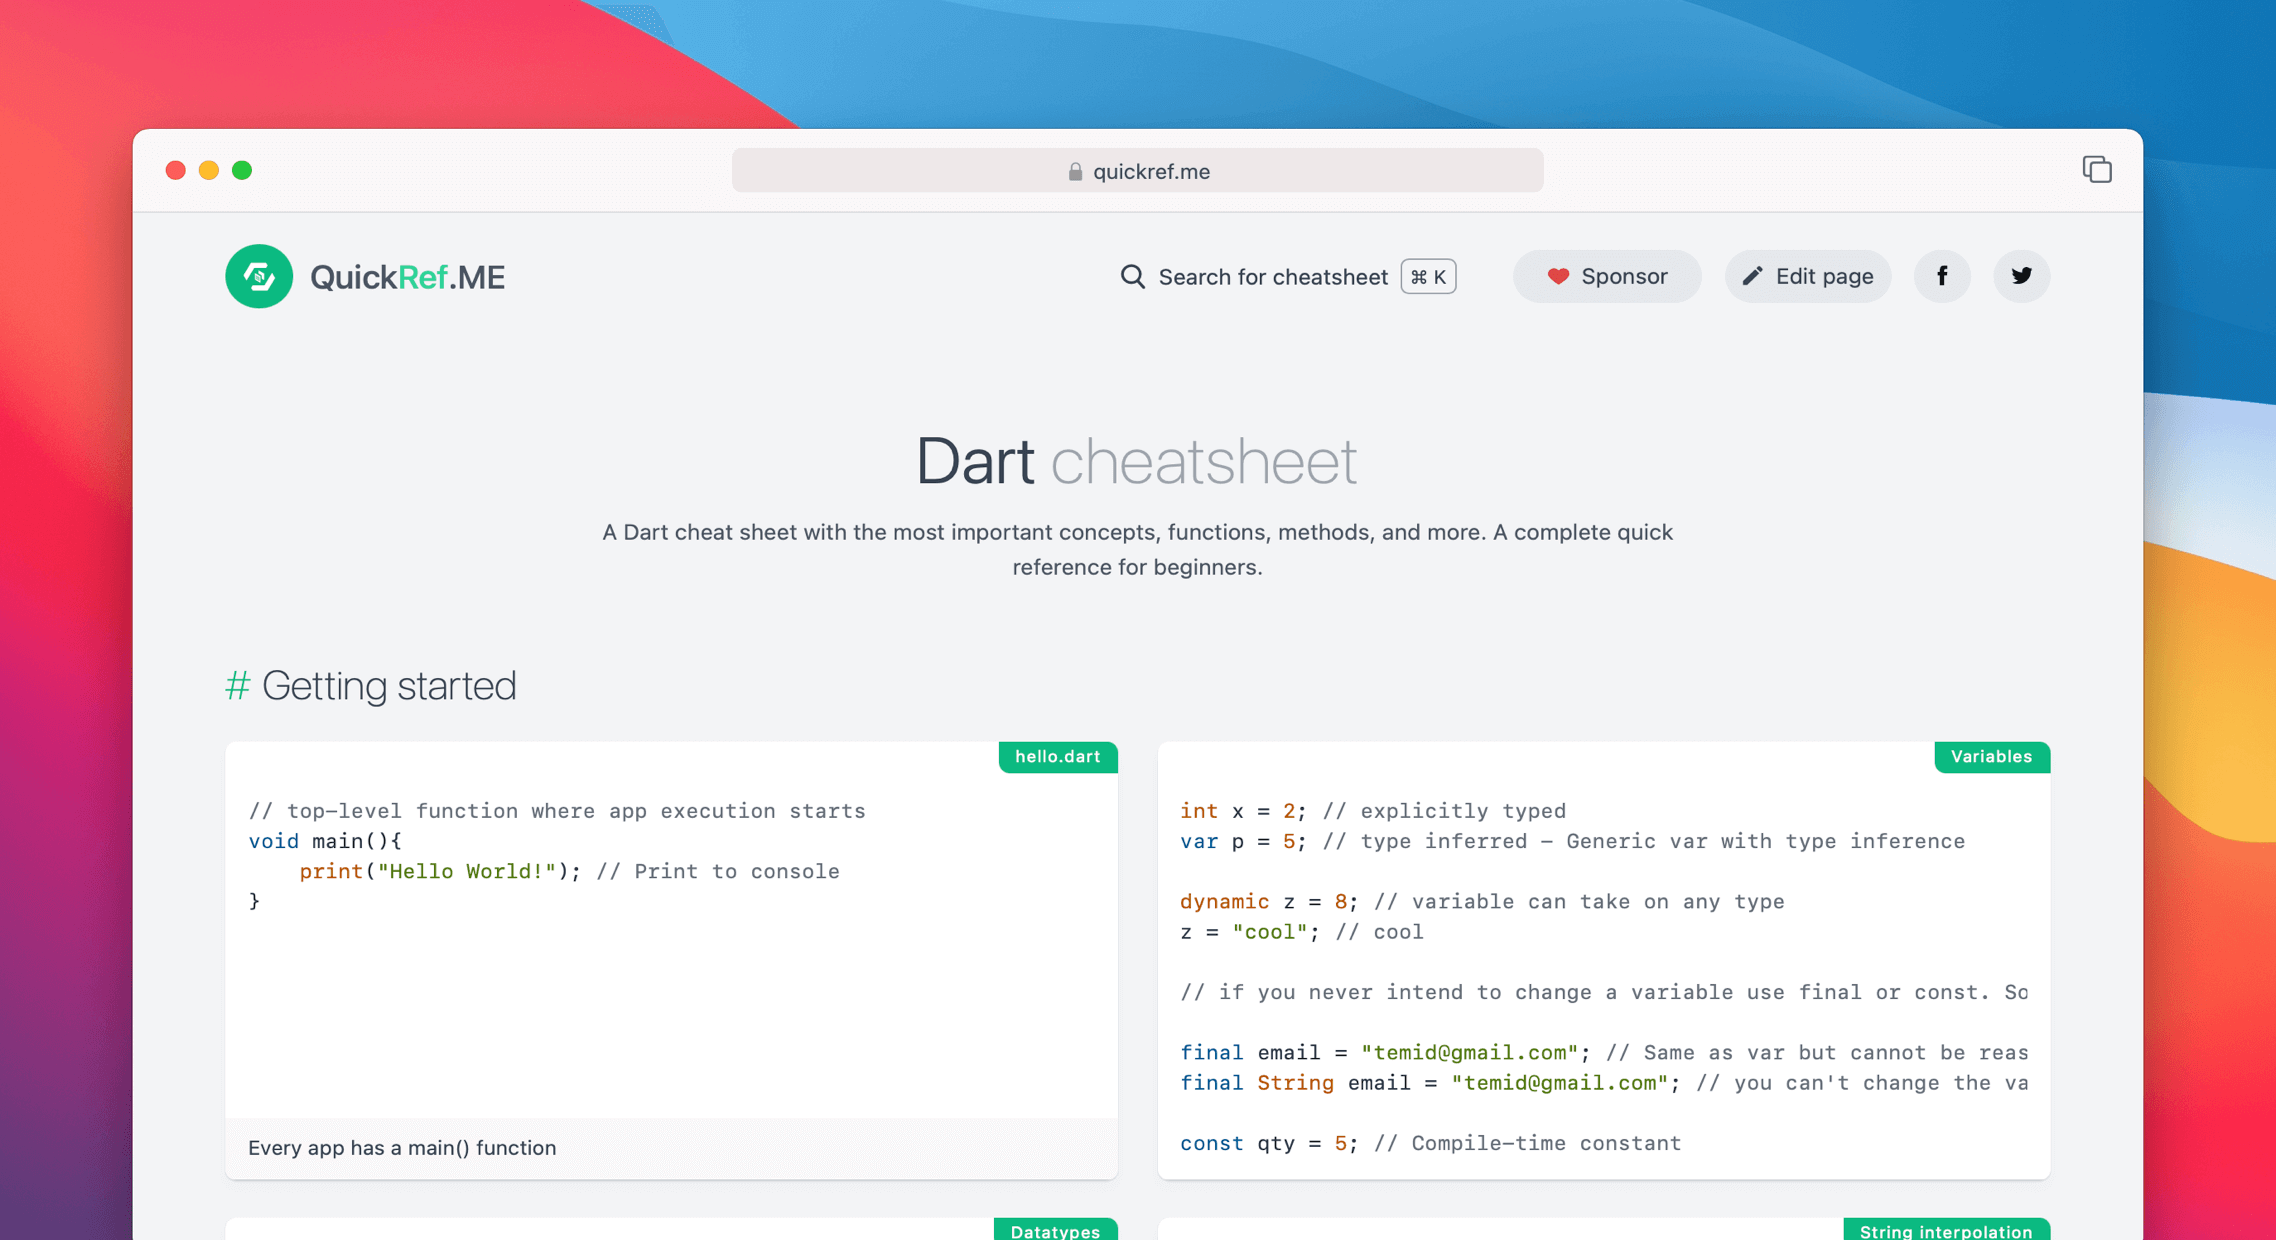 quickref.me
QuickRef.ME
Search for cheatsheet ⌘ K
Sponsor
Edit page
Dart cheatsheet
A Dart cheat sheet with the most important concepts, functions, methods, and more. A complete quick
reference for beginners.
# Getting started
hello.dart
// top-level function where app execution starts
void main(){
    print("Hello World!"); // Print to console
}
Every app has a main() function
Variables
int x = 2; // explicitly typed
var p = 5; // type inferred - Generic var with type inference
dynamic z = 8; // variable can take on any type
z = "cool"; // cool
// if you never intend to change a variable use final or const. So
final email = "temid@gmail.com"; // Same as var but cannot be reas
final String email = "temid@gmail.com"; // you can't change the va
const qty = 5; // Compile-time constant
Datatypes
String interpolation